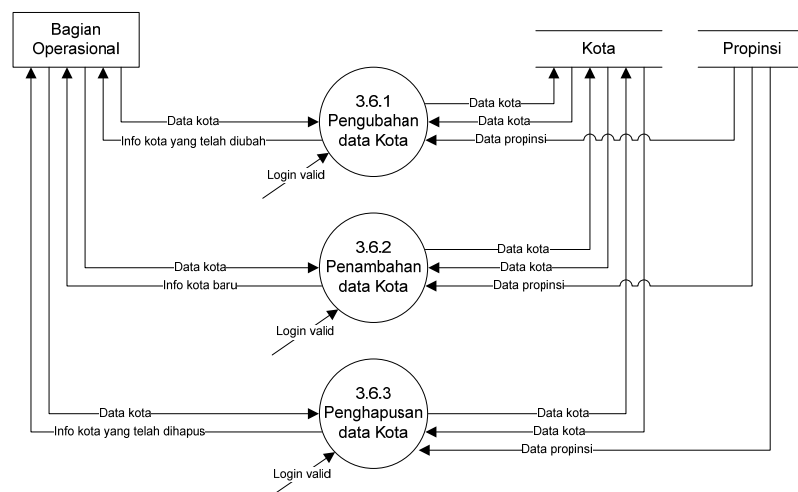 Bagian
Operasional
Kota
Propinsi
3.6.1
Pengubahan
data Kota
Data kota
Data kota
Data kota
Info kota yang telah diubah
Data propinsi
Login valid
3.6.2
Penambahan
data Kota
Data kota
Data kota
Data kota
Info kota baru
Data propinsi
Login valid
3.6.3
Penghapusan
data Kota
Data kota
Data kota
Info kota yang telah dihapus
Data kota
Data propinsi
Login valid